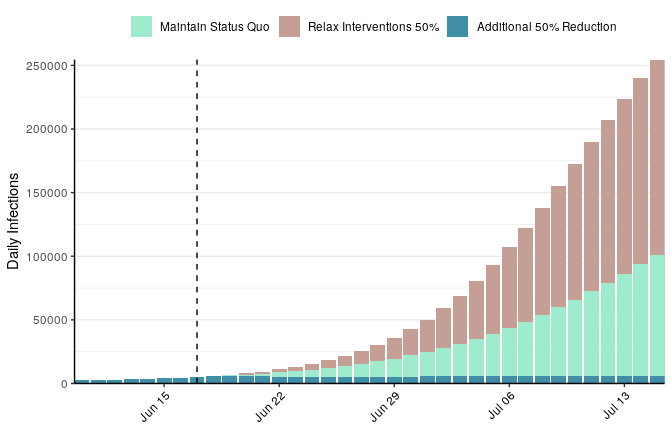 Maintain Status Quo Relax Interventions 50% Additional 50% Reduction
Daily Infections
250000
200000
150000
100000
50000
0
Jun 15 Jun 22 Jun 29 Jul 06 Jul 13